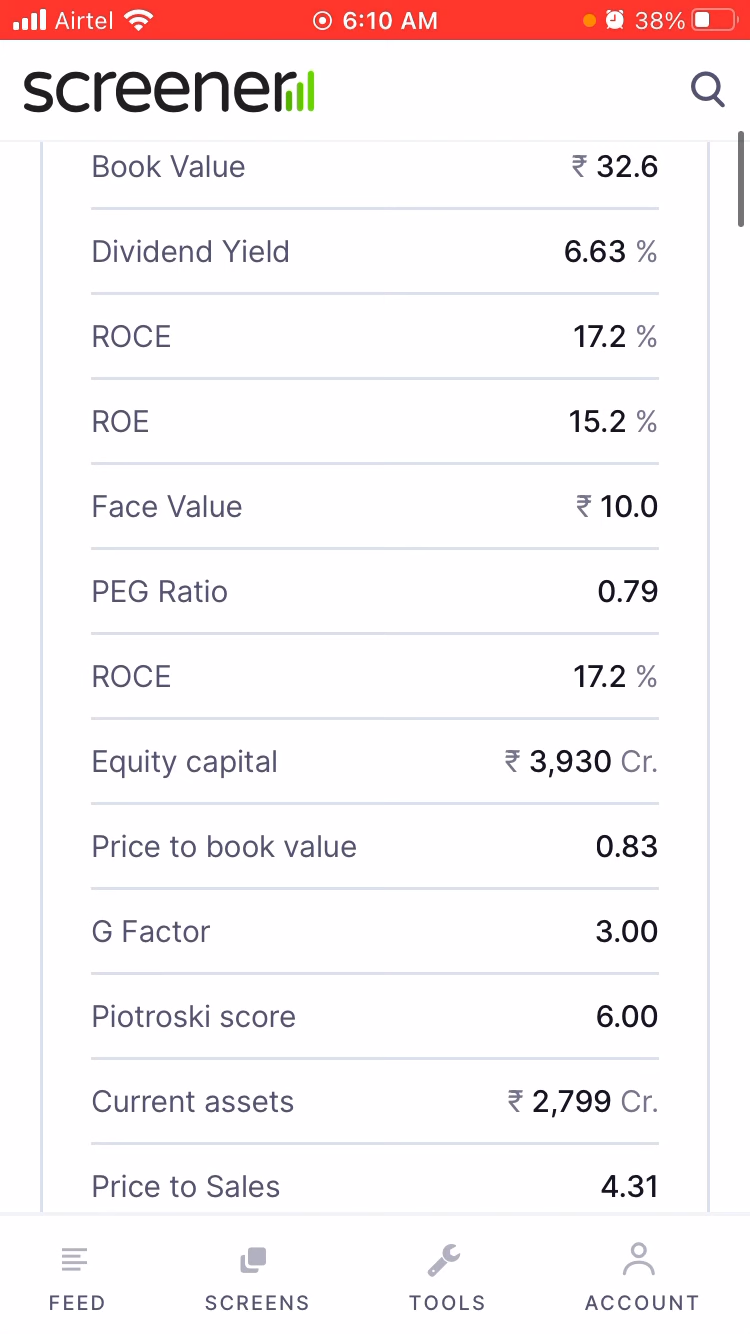 Airtel 6:10 AM 38%
screener
Book Value ₹ 32.6
Dividend Yield 6.63 %
ROCE 17.2 %
ROE 15.2 %
Face Value ₹ 10.0
PEG Ratio 0.79
ROCE 17.2 %
Equity capital ₹ 3,930 Cr.
Price to book value 0.83
G Factor 3.00
Piotroski score 6.00
Current assets ₹ 2,799 Cr.
Price to Sales 4.31
FEED SCREENS TOOLS ACCOUNT